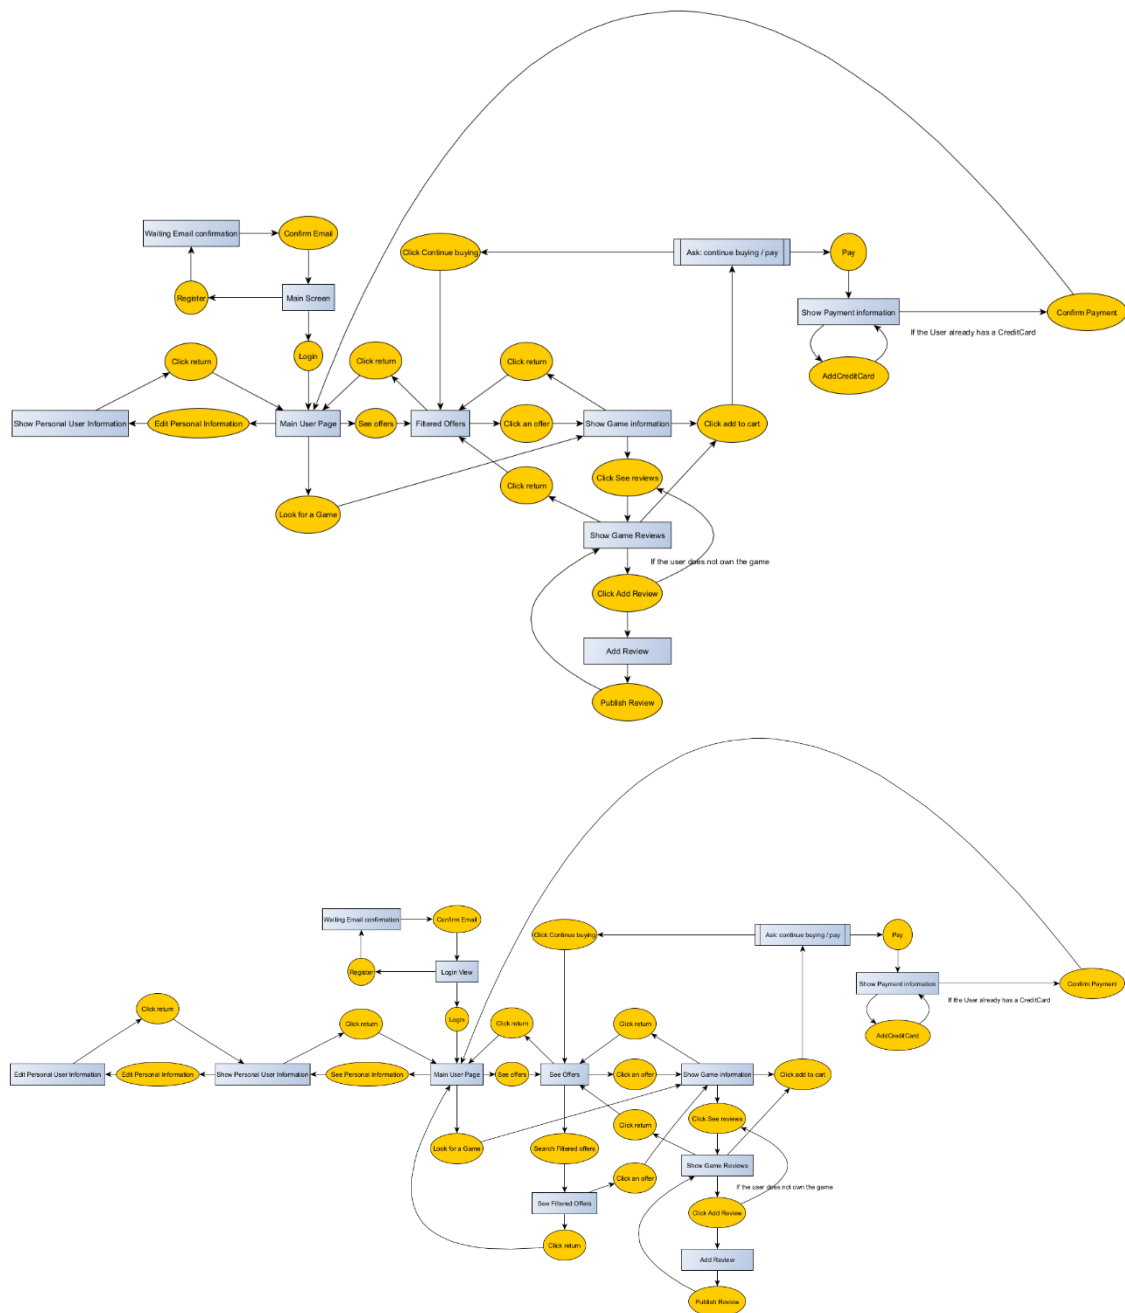 Waiting Email confirmation
Confirm Email
Click Continue buying
Ask: continue buying / pay
Pay
Register
Main Screen
Show Payment information
Confirm Payment
If the User already has a CreditCard
Login
Click return
Click return
Click return
AddCreditCard
Show Personal User Information
Edit Personal Information
Main User Page
See offers
Filtered Offers
Click an offer
Show Game information
Click add to cart
Click See reviews
Click return
Look for a Game
Show Game Reviews
If the user does not own the game
Click Add Review
Add Review
Publish Review
Waiting Email confirmation
Confirm Email
Click Continue buying
Ask: continue buying / pay
Pay
Register
Login View
Show Payment information
Confirm Payment
If the User already has a CreditCard
Click return
Click return
Login
Click return
Click return
AddCreditCard
Edit Personal User Information
Edit Personal Information
Show Personal User Information
See Personal Information
Main User Page
See offers
See Offers
Click an offer
Show Game information
Click add to cart
Click See reviews
Click return
Look for a Game
Search Filtered offers
Show Game Reviews
Click an offer
If the user does not own the game
See Filtered Offers
Click Add Review
Click return
Add Review
Publish Review